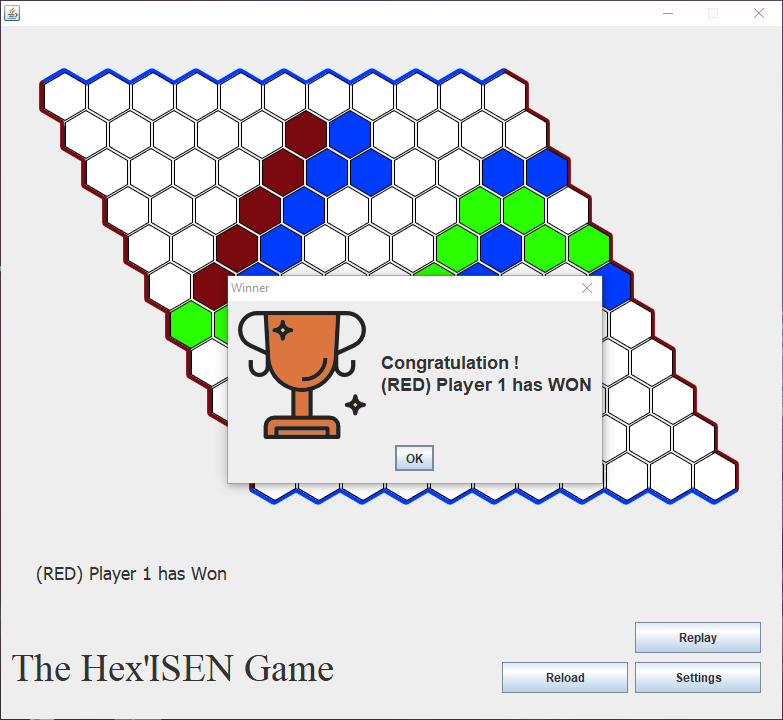 Winner
Congratulation !
(RED) Player 1 has WON
OK
(RED) Player 1 has Won
Replay
The Hex'ISEN Game
Reload
Settings